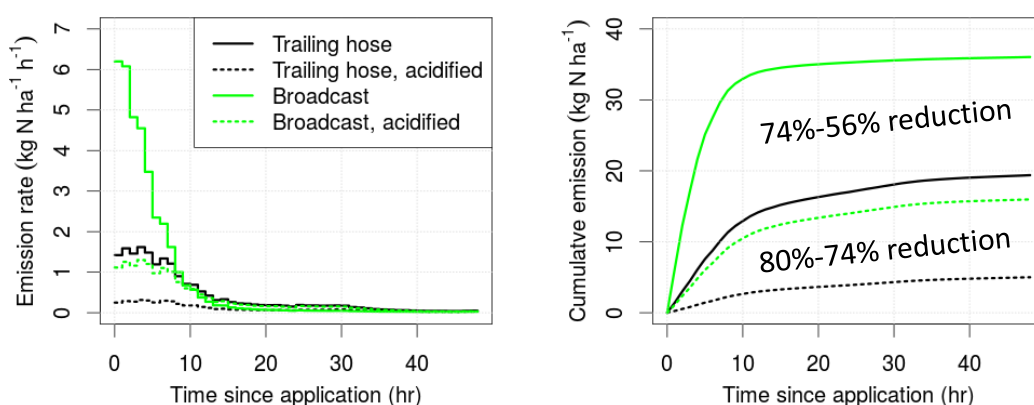 Emission rate (kg N ha⁻¹ h⁻¹)
7
6
5
4
3
2
1
0
Trailing hose
Trailing hose, acidified
Broadcast
Broadcast, acidified
0 10 20 30 40
Time since application (hr)
Cumulatve emission (kg N ha⁻¹)
40
30
20
10
0
74%-56% reduction
80%-74% reduction
0 10 20 30 40
Time since application (hr)